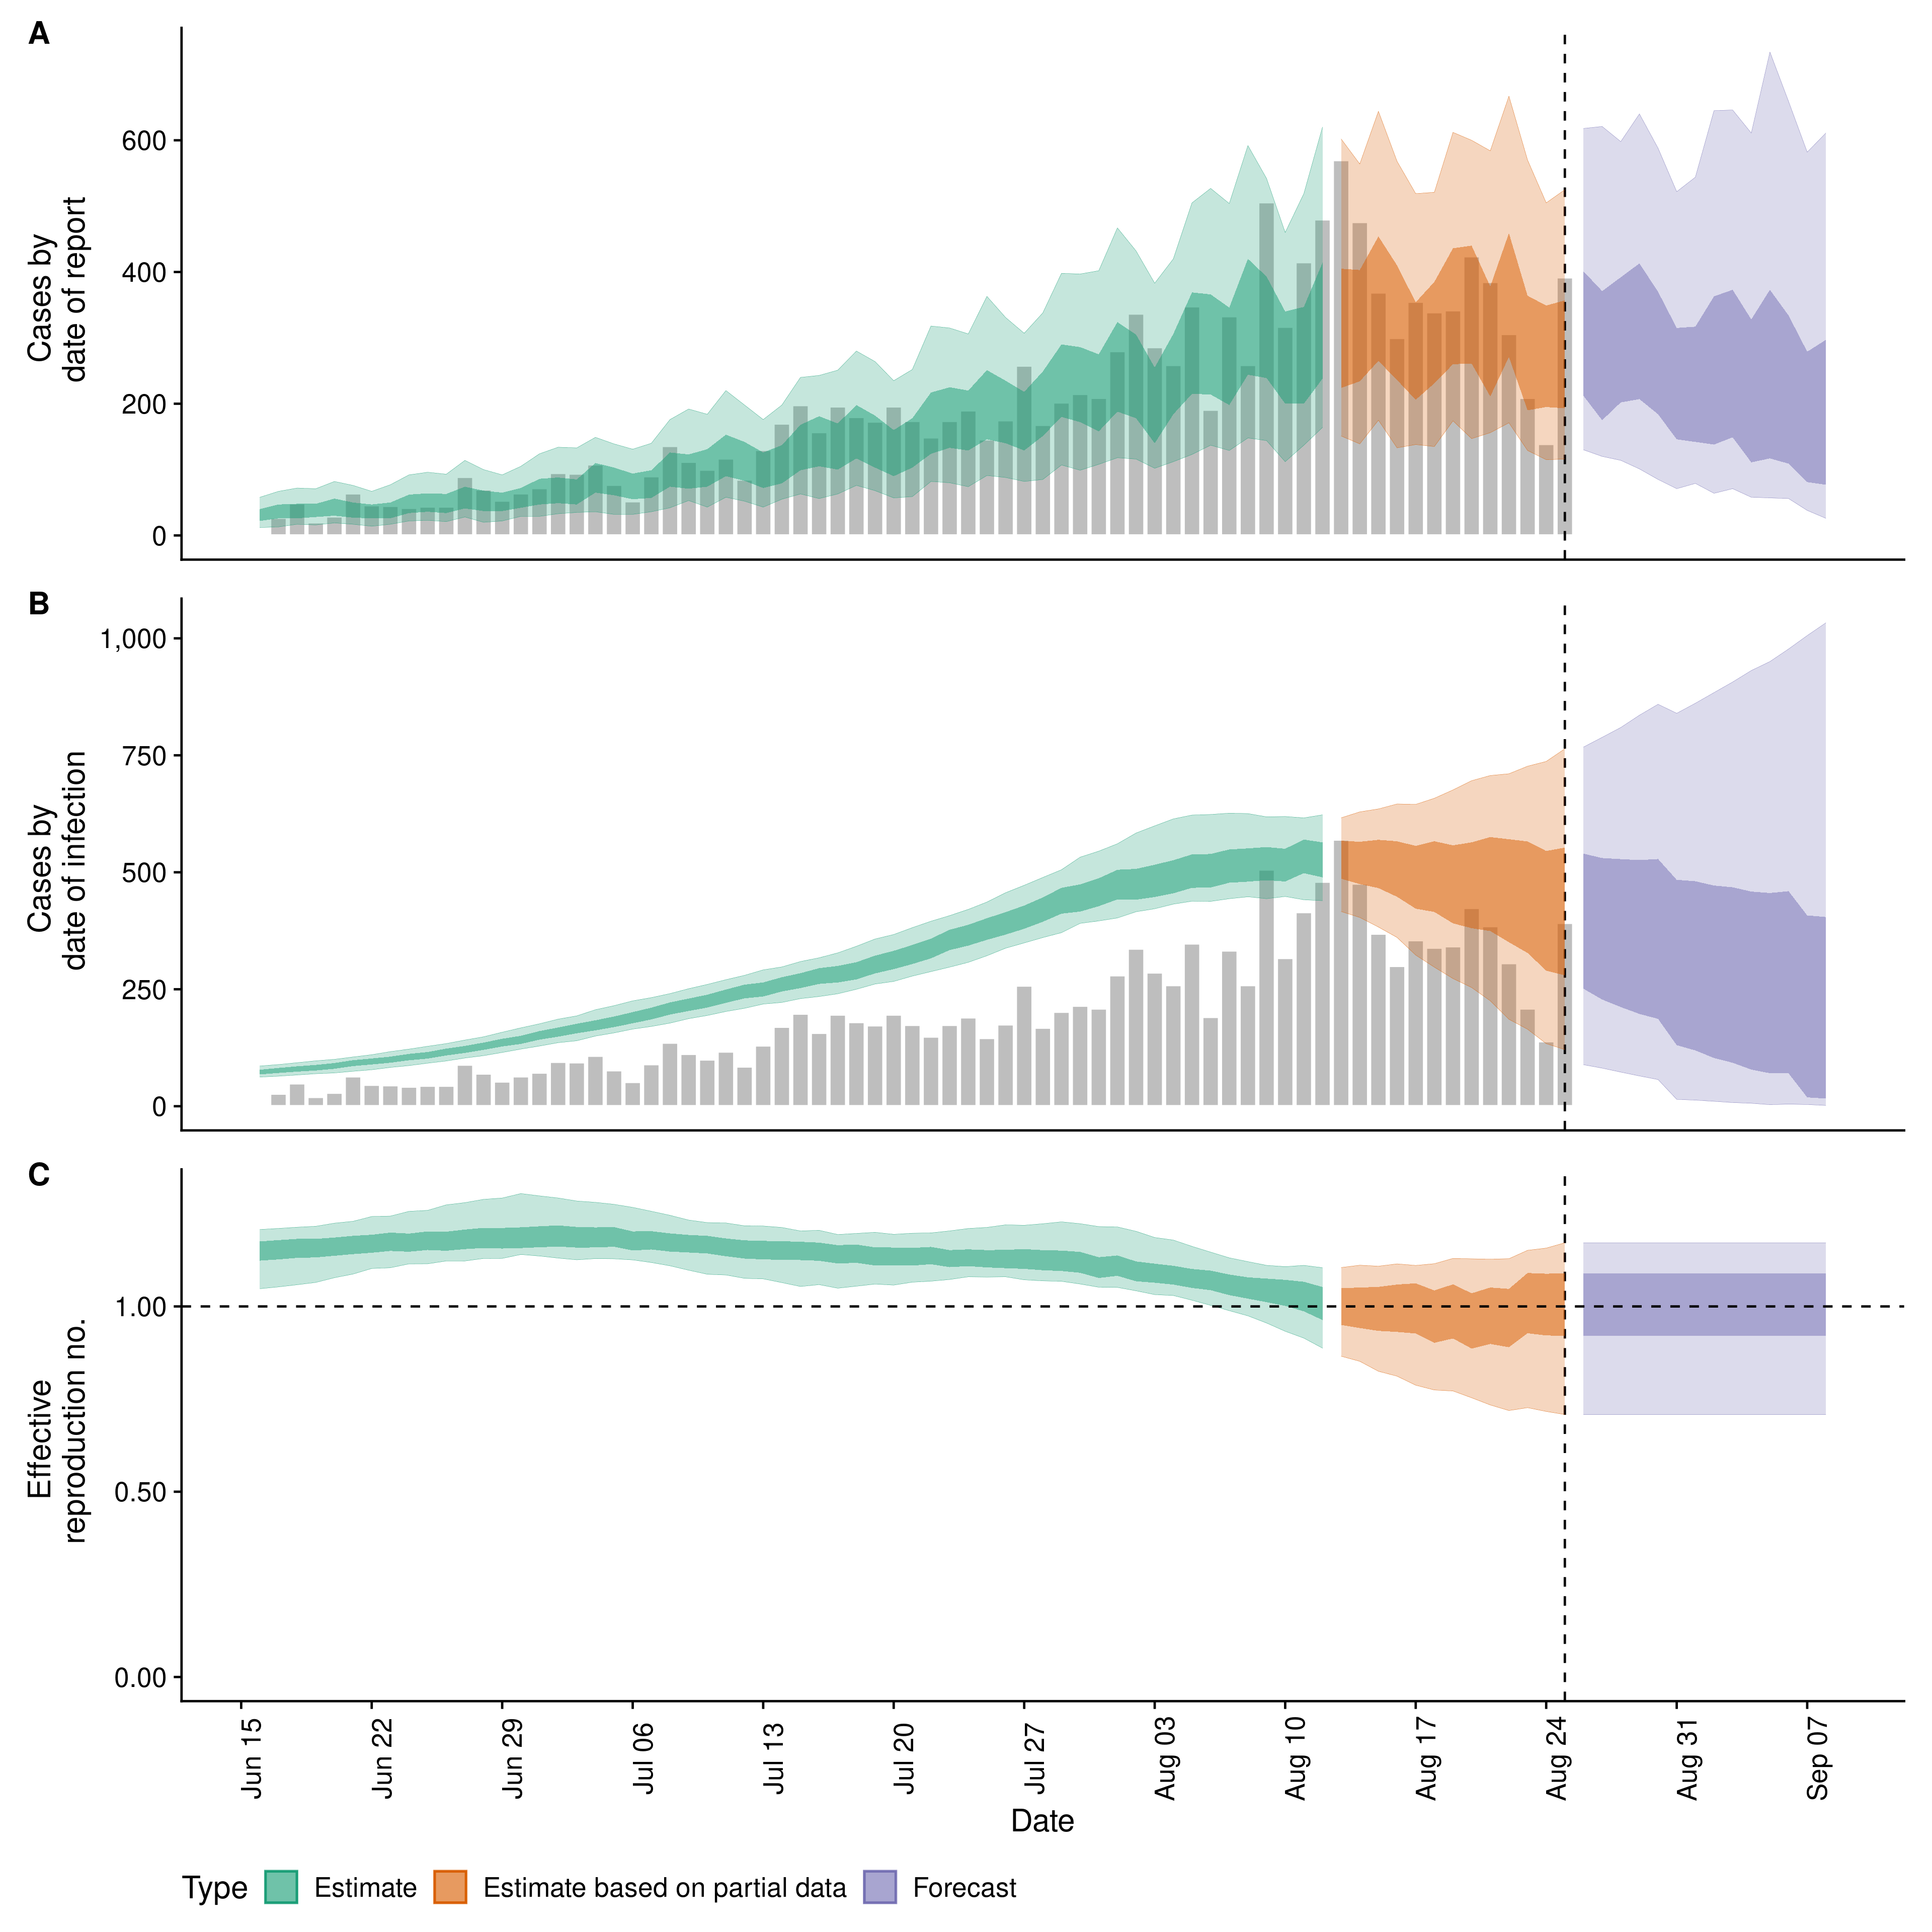 A
Cases by
date of report
600
400
200
0
B
Cases by
date of infection
1,000
750
500
250
0
C
Effective
reproduction no.
1.00
0.50
0.00
Jun 15
Jun 22
Jun 29
Jul 06
Jul 13
Jul 20
Jul 27
Aug 03
Aug 10
Aug 17
Aug 24
Aug 31
Sep 07
Date
Type Estimate Estimate based on partial data Forecast